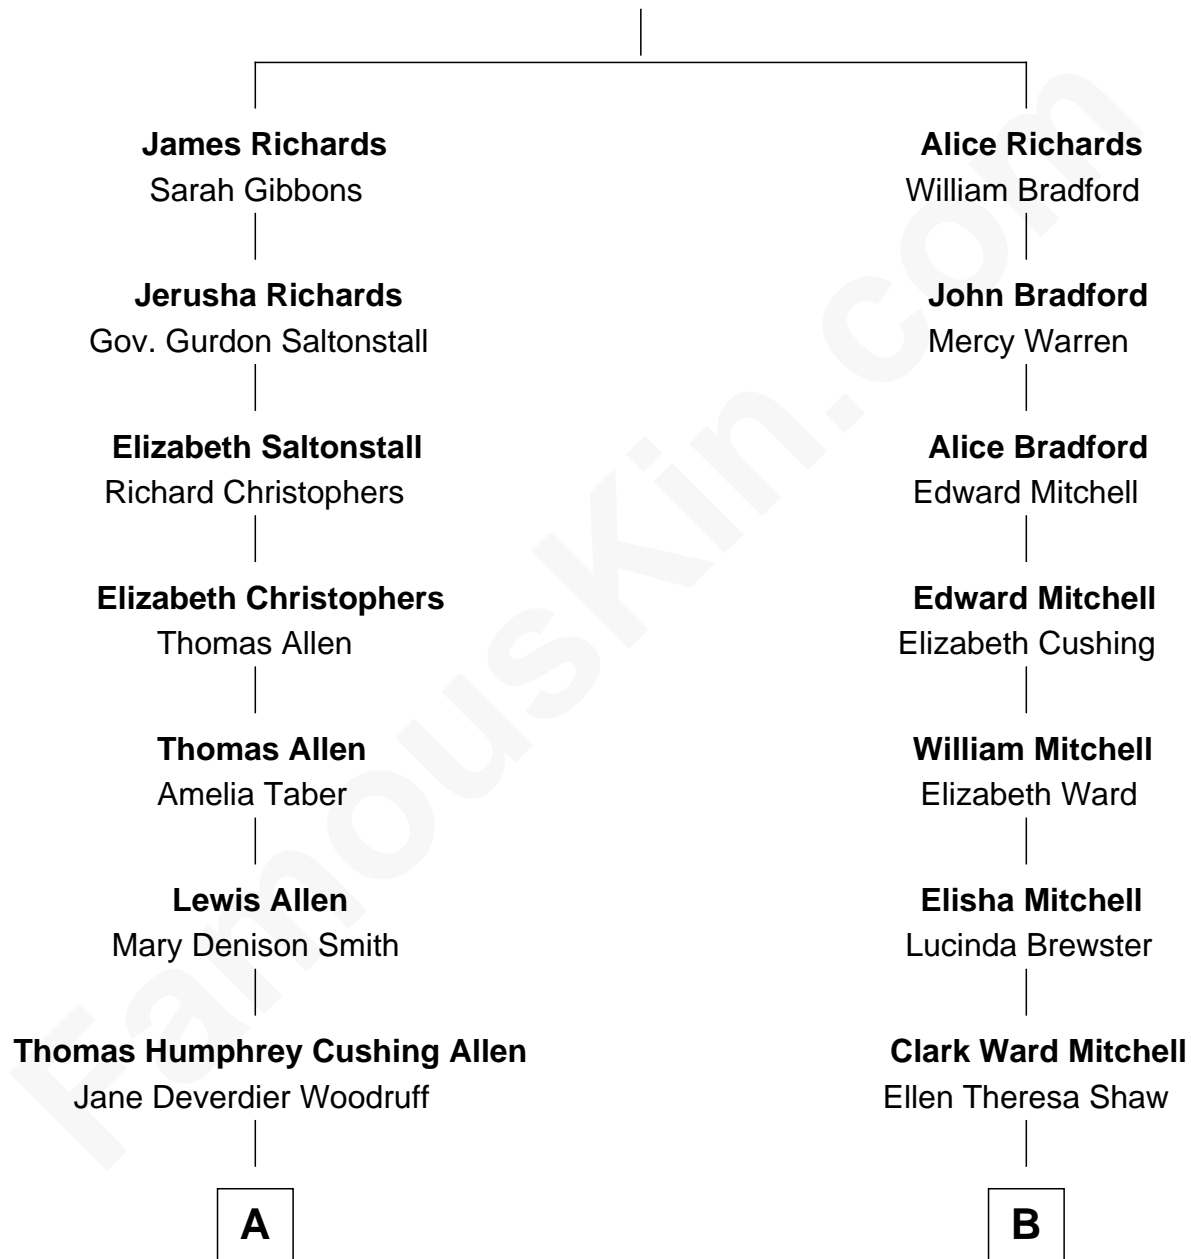 James Richards
Sarah Gibbons
Jerusha Richards
Gov. Gurdon Saltonstall
Elizabeth Saltonstall
Richard Christophers
Elizabeth Christophers
Thomas Allen
Thomas Allen
Amelia Taber
Lewis Allen
Mary Denison Smith
Thomas Humphrey Cushing Allen
Jane Deverdier Woodruff
A
Alice Richards
William Bradford
John Bradford
Mercy Warren
Alice Bradford
Edward Mitchell
Edward Mitchell
Elizabeth Cushing
William Mitchell
Elizabeth Ward
Elisha Mitchell
Lucinda Brewster
Clark Ward Mitchell
Ellen Theresa Shaw
B
FamousKin.com